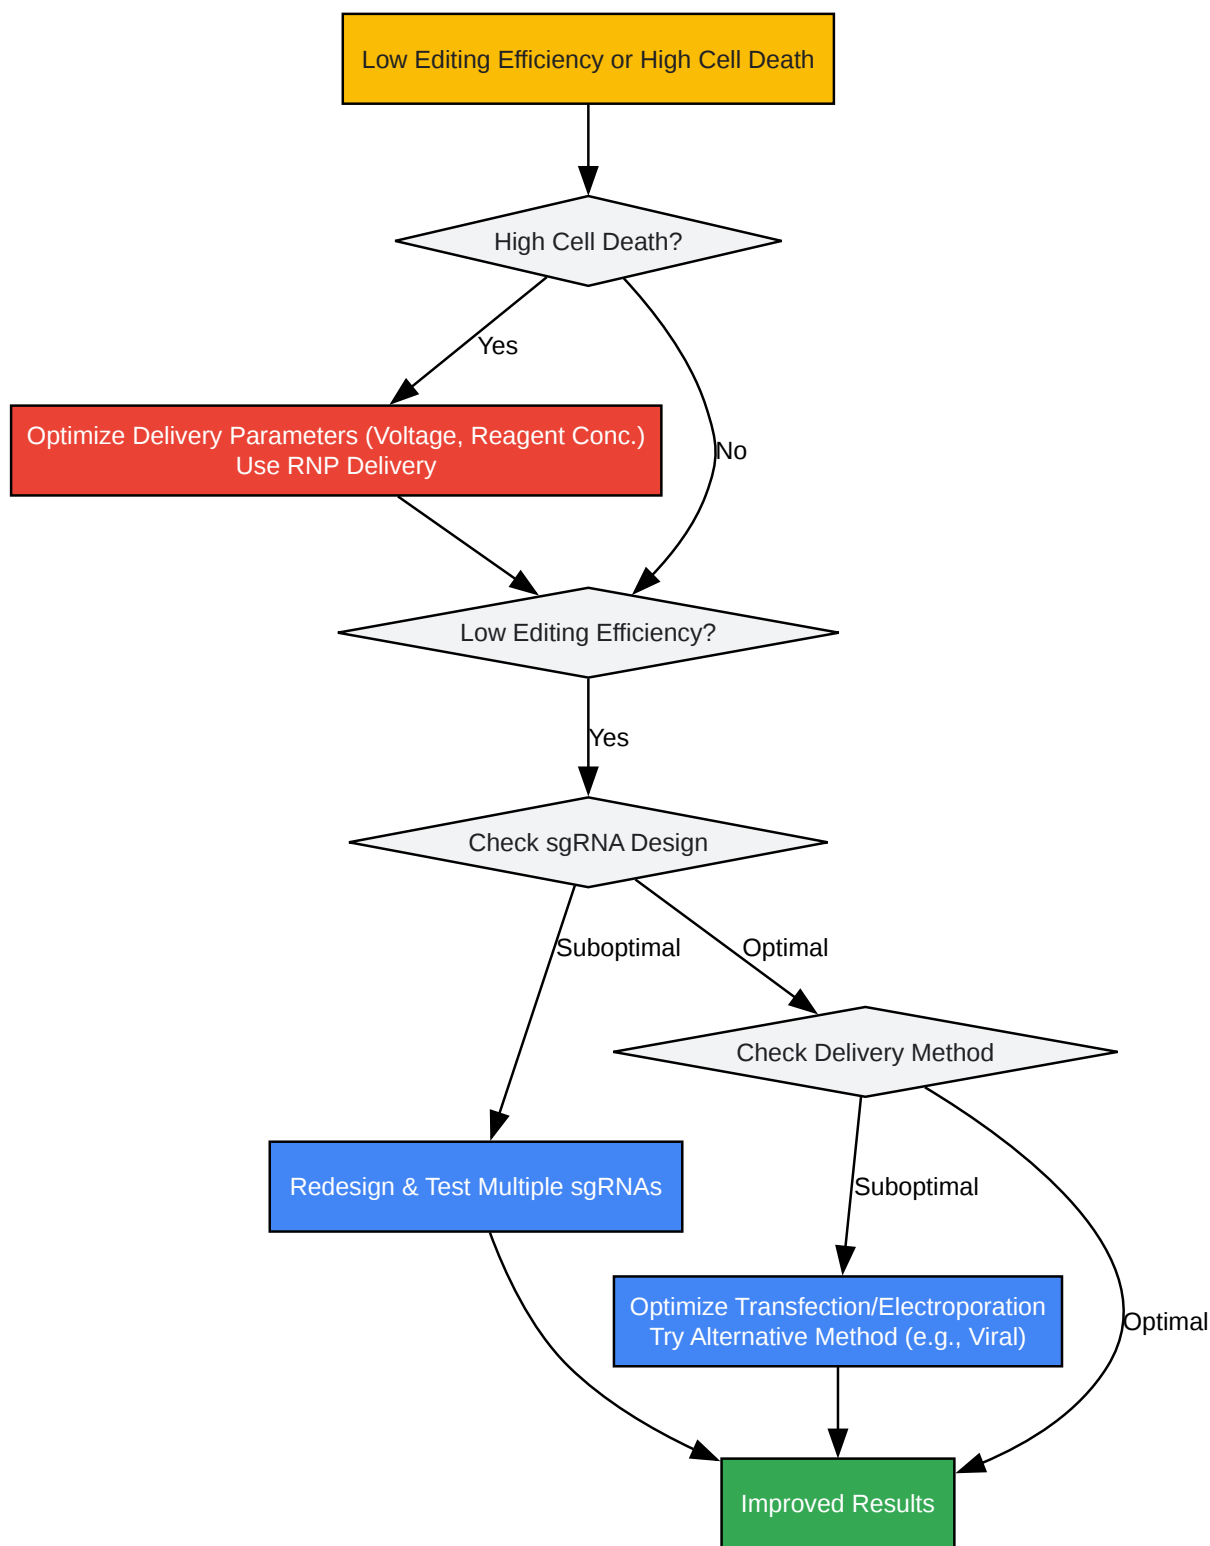 Low Editing Efficiency or High Cell Death
High Cell Death?
Yes
Optimize Delivery Parameters (Voltage, Reagent Conc.)
Use RNP Delivery
No
Low Editing Efficiency?
Yes
Check sgRNA Design
Suboptimal
Optimal
Check Delivery Method
Redesign & Test Multiple sgRNAs
Suboptimal
Optimize Transfection/Electroporation
Try Alternative Method (e.g., Viral)
Optimal
Improved Results